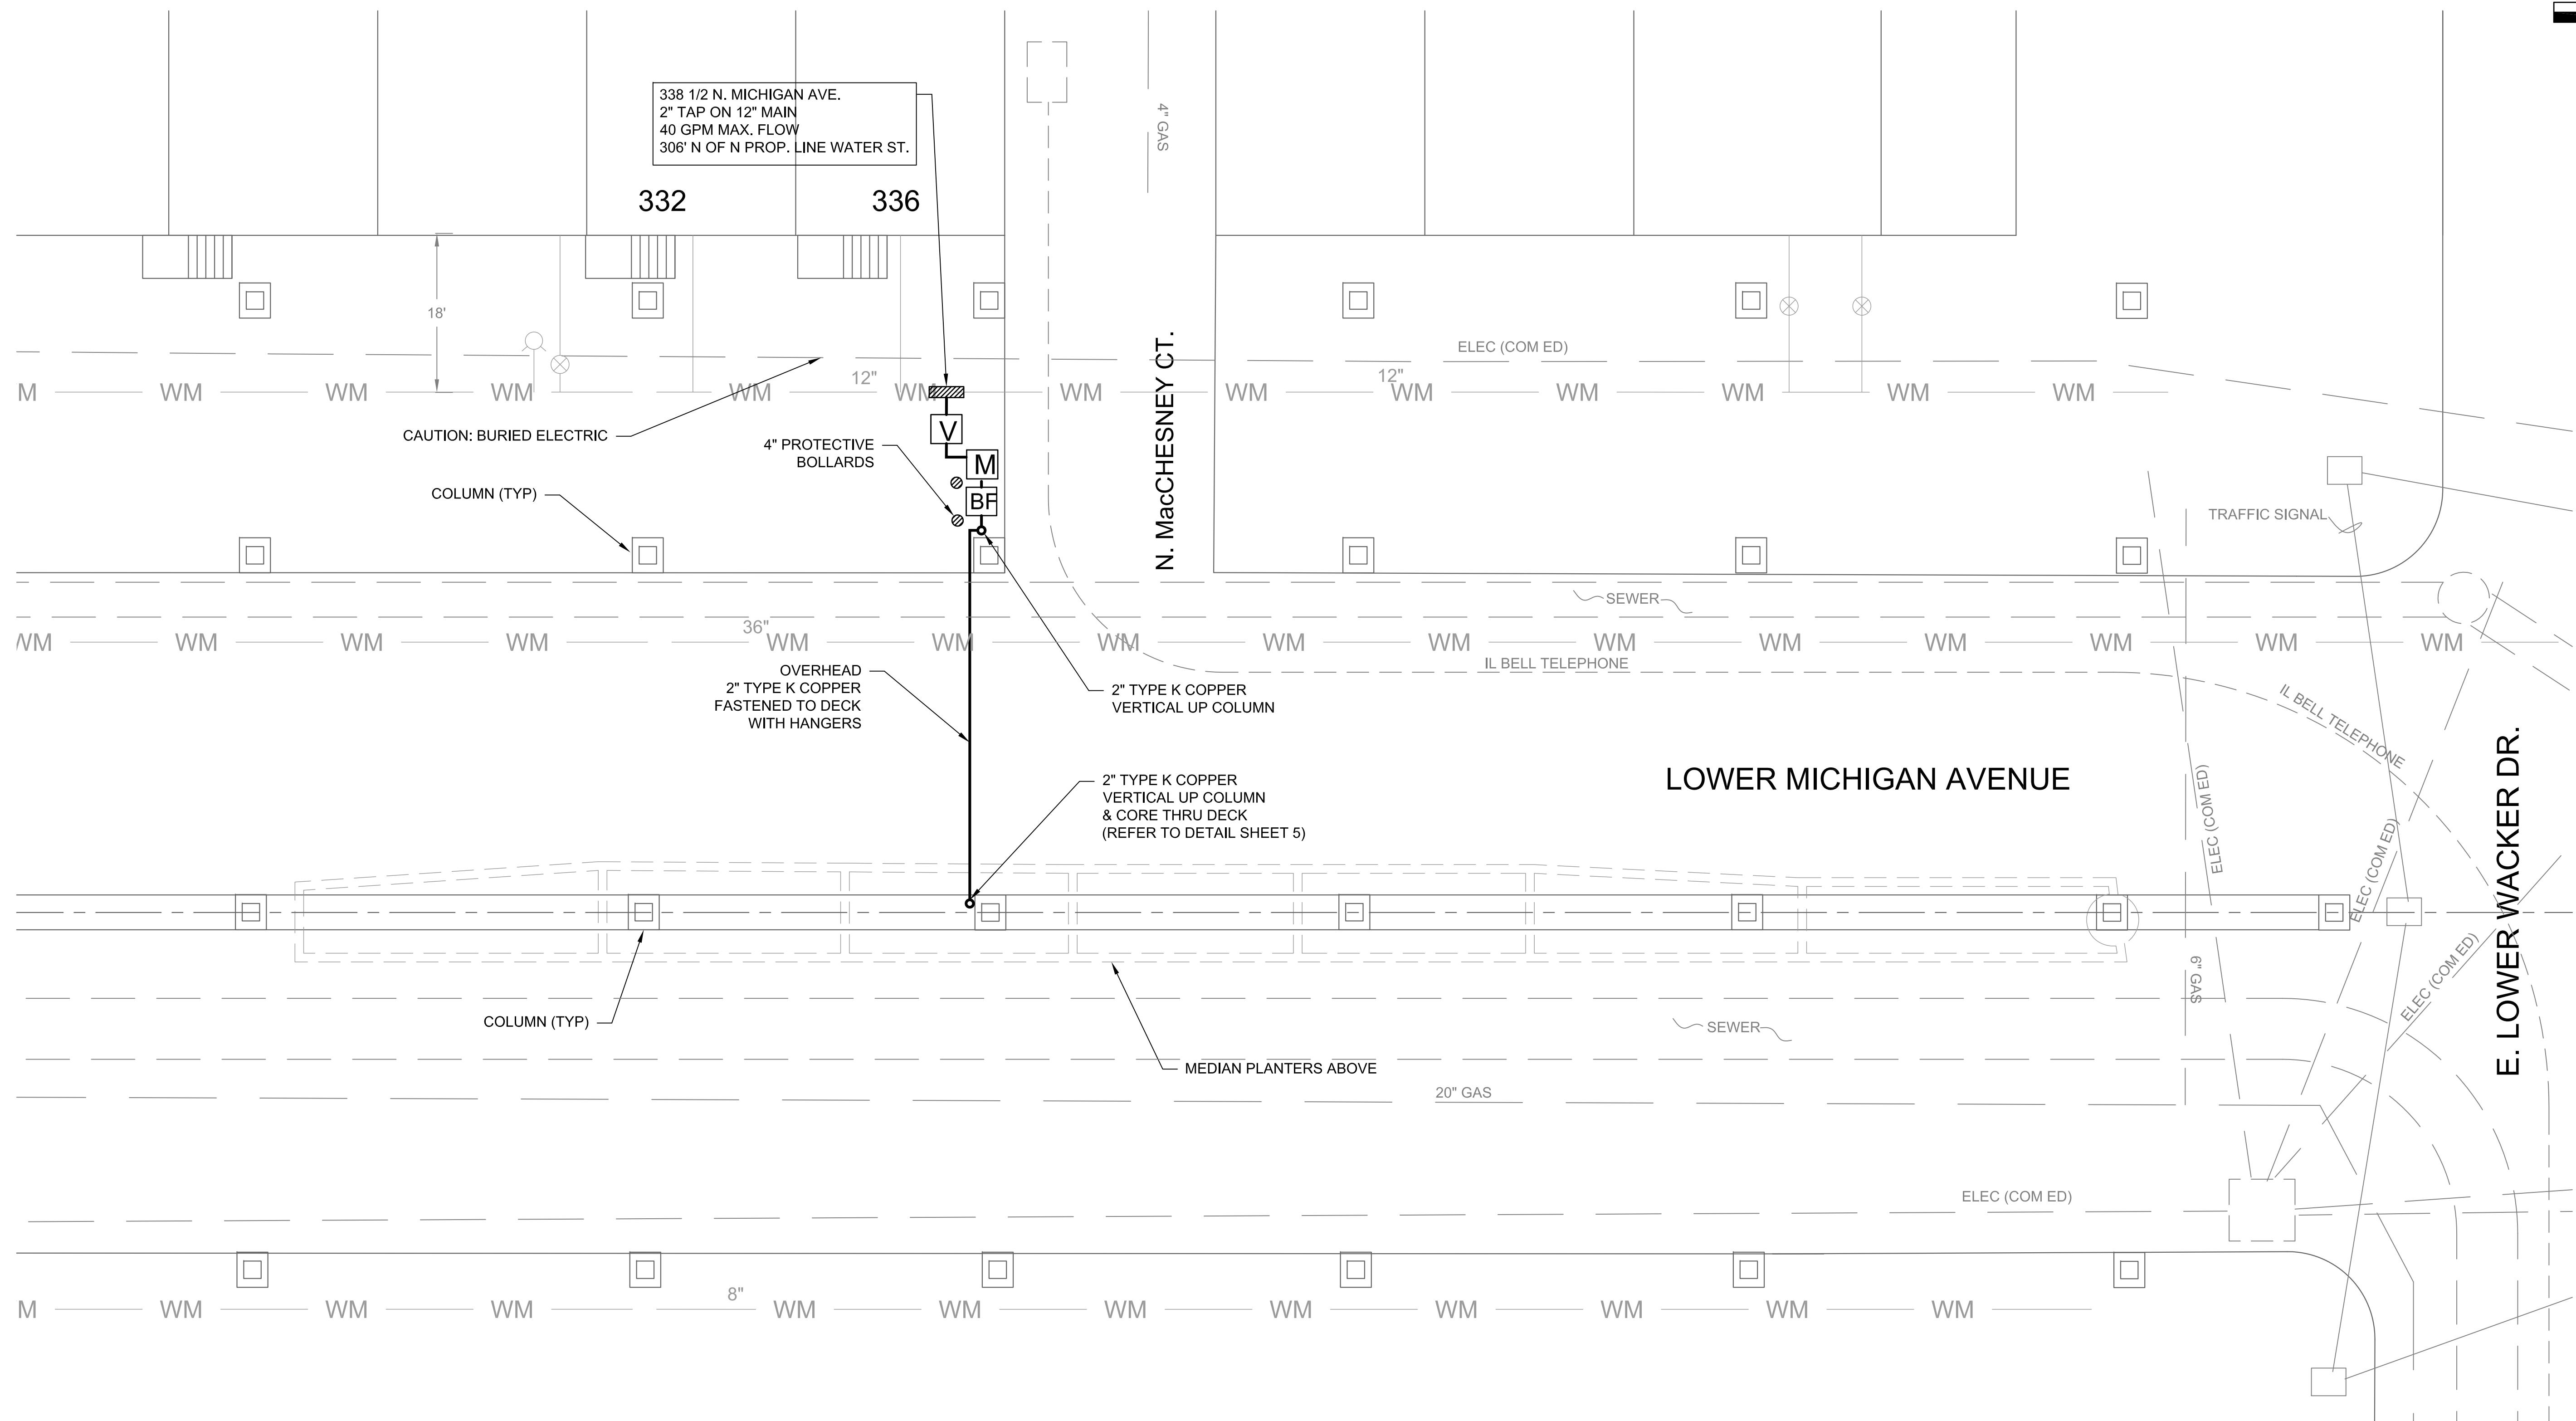 338 1/2 N. MICHIGAN AVE.
2" TAP ON 12" MAIN
40 GPM MAX. FLOW
306' N OF N PROP. LINE WATER ST.
332
336
4" GAS
18'
ELEC (COM ED)
12"
12"
M WM WM WM WM WM WM WM WM WM WM WM WM
N. MacCHESNEY CT.
CAUTION: BURIED ELECTRIC
V
4" PROTECTIVE
BOLLARDS
M
BF
COLUMN (TYP)
TRAFFIC SIGNAL
SEWER
36"
WM WM WM WM WM WM WM WM WM WM WM WM WM WM WM
IL BELL TELEPHONE
OVERHEAD
2" TYPE K COPPER
FASTENED TO DECK
WITH HANGERS
2" TYPE K COPPER
VERTICAL UP COLUMN
IL BELL TELEPHONE
2" TYPE K COPPER
VERTICAL UP COLUMN
& CORE THRU DECK
(REFER TO DETAIL SHEET 5)
LOWER MICHIGAN AVENUE
ELEC (COM ED)
ELEC (COM ED)
E. LOWER WACKER DR.
ELEC (COM ED)
6" GAS
COLUMN (TYP)
SEWER
MEDIAN PLANTERS ABOVE
20" GAS
ELEC (COM ED)
8"
M WM WM WM WM WM WM WM WM WM WM WM